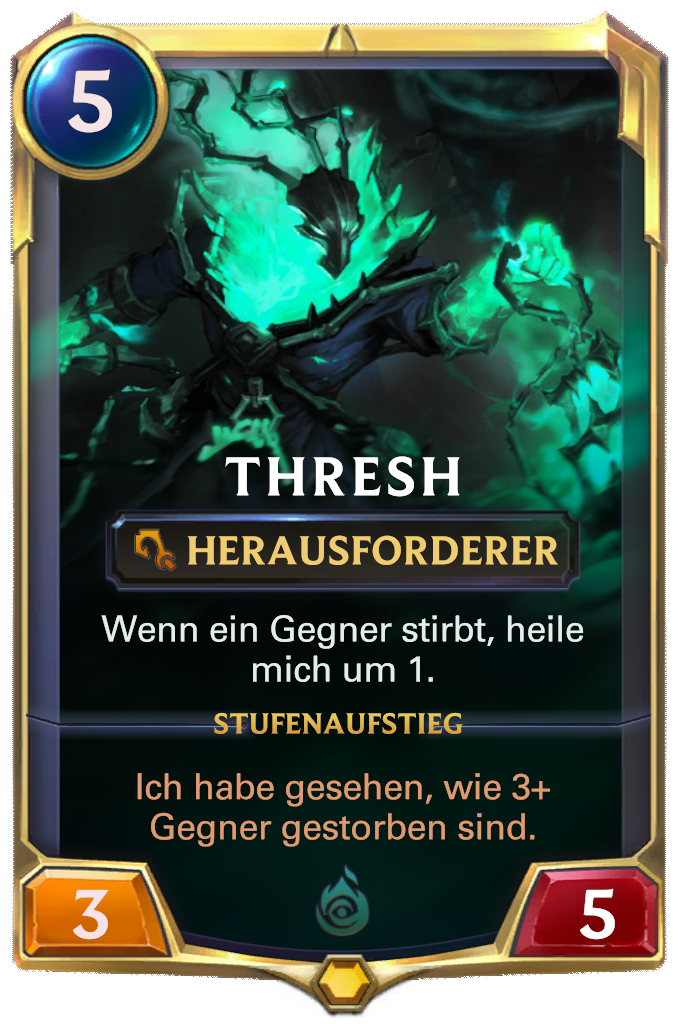 5
THRESH
HERAUSFORDERER
Wenn ein Gegner stirbt, heile
mich um 1.
STUFENAUFSTIEG
Ich habe gesehen, wie 3+
Gegner gestorben sind.
3
5